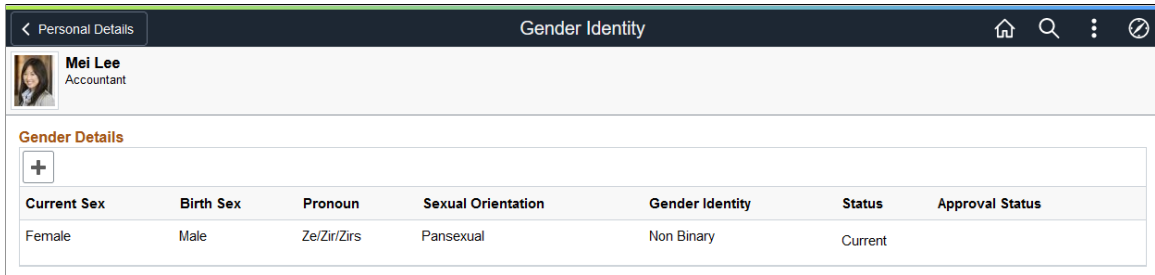 Personal Details
Gender Identity
Mei Lee
Accountant
Gender Details
Current Sex Birth Sex Pronoun Sexual Orientation Gender Identity Status Approval Status
Female Male Ze/Zir/Zirs Pansexual Non Binary Current